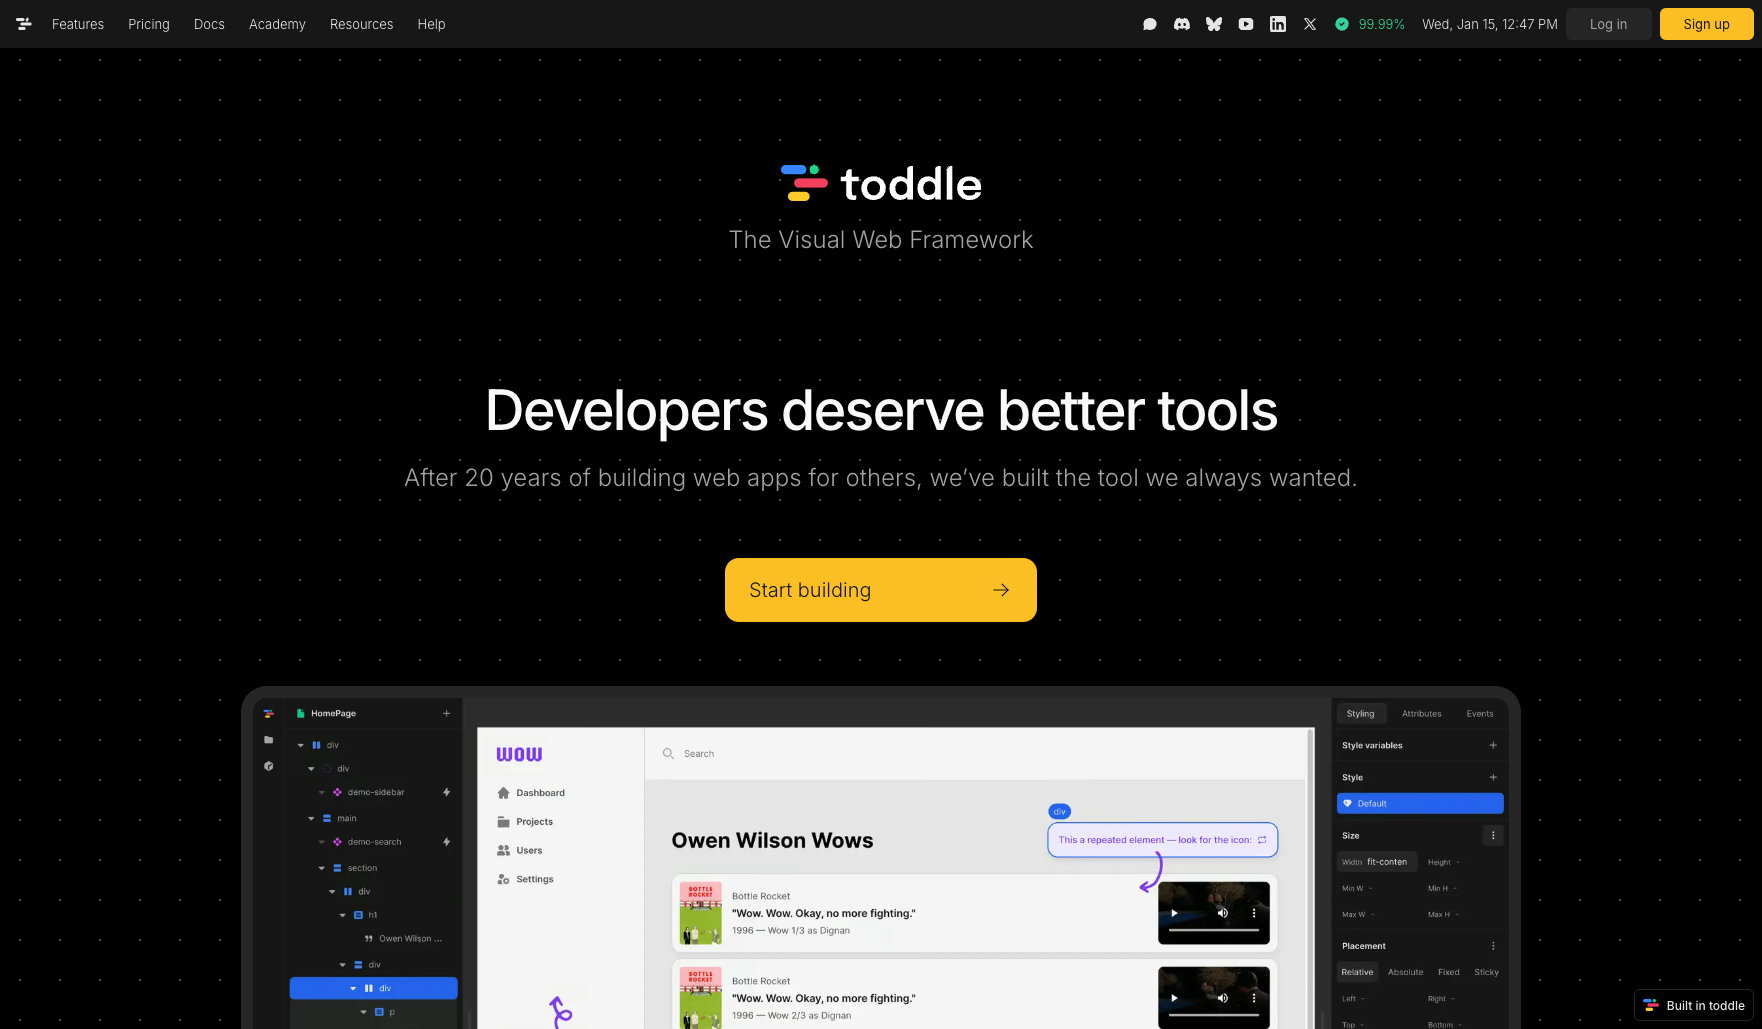 Features Pricing Docs Academy Resources Help 99.99% Wed, Jan 15, 12:47 PM Log in Sign up
toddle
The Visual Web Framework
Developers deserve better tools
After 20 years of building web apps for others, we’ve built the tool we always wanted.
Start building
HomePage
div
div
demo-sidebar
main
demo-search
section
div
h1
Owen Wilson ...
div
div
p
WOW
Search
Dashboard
Projects
Users
Settings
div
This a repeated element — look for the icon:
Owen Wilson Wows
BOTTLE
ROCKET
Bottle Rocket
"Wow. Wow. Okay, no more fighting."
1996 — Wow 1/3 as Dignan
BOTTLE
ROCKET
Bottle Rocket
"Wow. Wow. Okay, no more fighting."
1996 — Wow 2/3 as Dignan
Styling Attributes Events
Style variables
Style
Default
Size
Width fit-conten Height -
Min W - Min H -
Max W - Max H -
Placement
Relative Absolute Fixed Sticky
Left - Right -
Top - Bottom -
Built in toddle